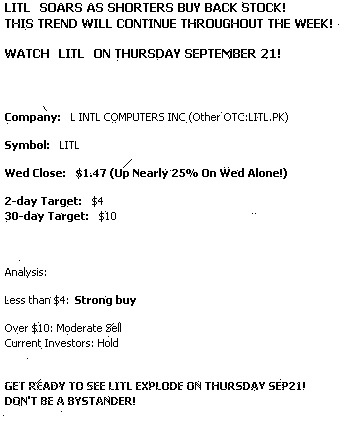 LITL SOARS AS SHORTERS BUY BACK STOCK!
THIS TREND WILL CONTINUE THROUGHOUT THE WEEK!
WATCH LITL ON THURSDAY SEPTEMBER 21!
Company: L INTL COMPUTERS INC (Other OTC:LITL.PK)
Symbol: LITL
Wed Close: $1.47 (Up Nearly 25% On Wed Alone!)
2-day Target: $4
30-day Target: $10
Analysis:
Less than $4: Strong buy
Over $10: Moderate Sell
Current Investors: Hold
GET READY TO SEE LITL EXPLODE ON THURSDAY SEP21!
DON'T BE A BYSTANDER!